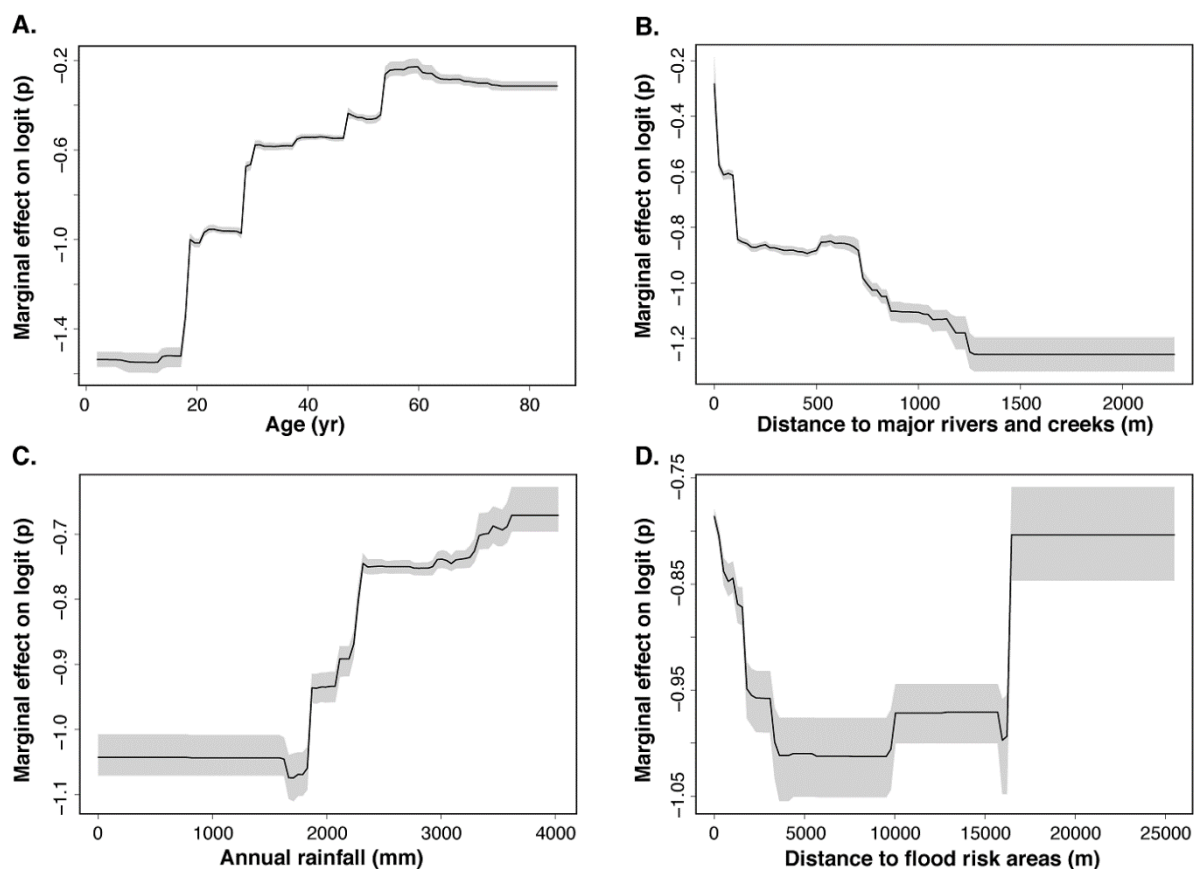 A.
Marginal effect on logit (p)
−0.2
−0.6
−1.0
−1.4
0 20 40 60 80
Age (yr)
B.
Marginal effect on logit (p)
−0.2
−0.4
−0.6
−0.8
−1.0
−1.2
0 500 1000 1500 2000
Distance to major rivers and creeks (m)
C.
Marginal effect on logit (p)
−0.7
−0.8
−0.9
−1.0
−1.1
0 1000 2000 3000 4000
Annual rainfall (mm)
D.
Marginal effect on logit (p)
−0.75
−0.85
−0.95
−1.05
0 5000 10000 15000 20000 25000
Distance to flood risk areas (m)